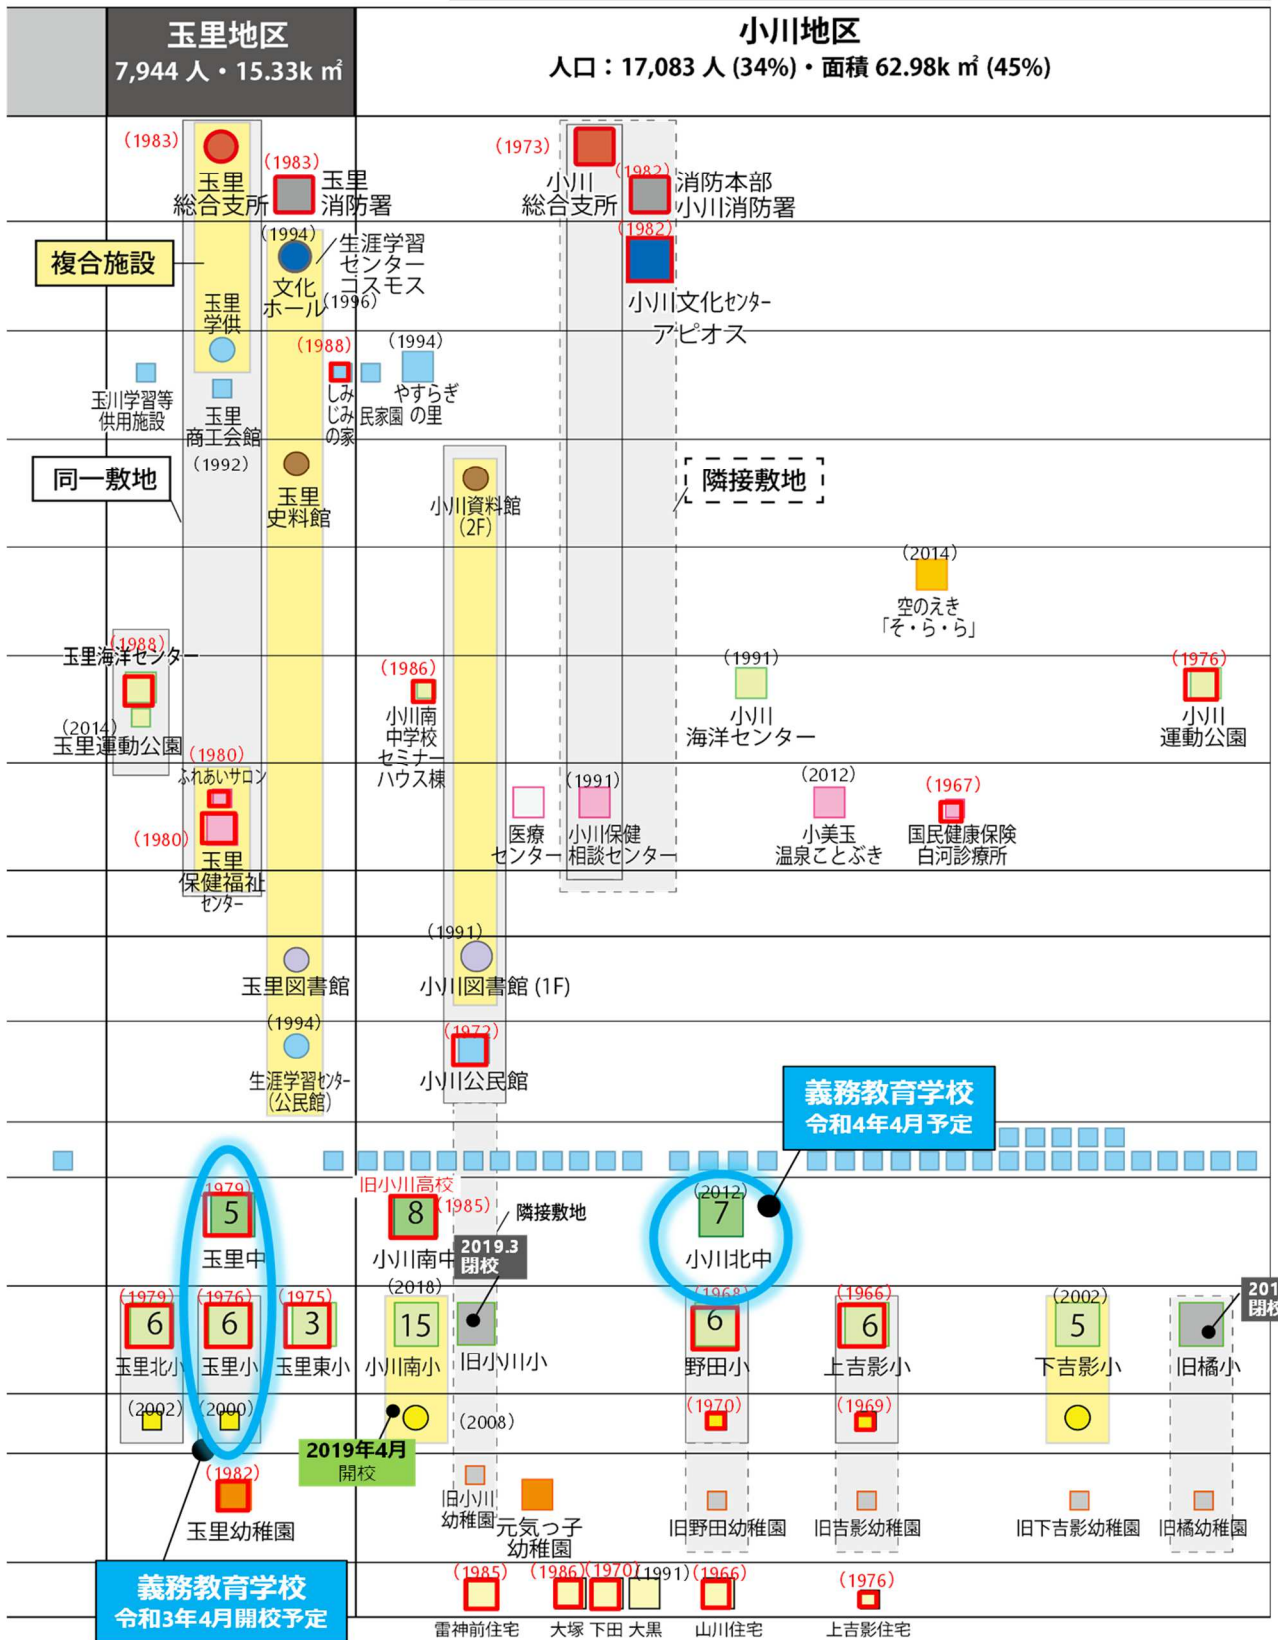 玉里地区
7,944 人・15.33k ㎡
小川地区
人口：17,083 人 (34%)・面積 62.98k ㎡ (45%)
(1983)
玉里
総合支所
(1983)
玉里
消防署
(1973)
小川
総合支所
(1982)
消防本部
小川消防署
複合施設
(1994)
文化
ホール
生涯学習
センター
コスモス
(1996)
(1982)
小川文化センター
アピオス
玉里
学供
玉川学習等
供用施設
玉里
商工会館
(1992)
(1988)
しみ
じみ
の家
民家園
(1994)
やすらぎ
の里
同一敷地
玉里
史料館
小川資料館
(2F)
隣接敷地
(2014)
空のえき
「そ・ら・ら」
(1988)
玉里海洋センター
(2014)
玉里運動公園
(1986)
小川南
中学校
セミナー
ハウス棟
(1991)
小川
海洋センター
(1976)
小川
運動公園
(1980)
ふれあいサロン
(1980)
玉里
保健福祉
センター
医療
センター
(1991)
小川保健
相談センター
(2012)
小美玉
温泉ことぶき
(1967)
国民健康保険
白河診療所
玉里図書館
(1991)
小川図書館 (1F)
(1994)
生涯学習センター
(公民館)
(1972)
小川公民館
義務教育学校
令和4年4月予定
(1979)
5
玉里中
旧小川高校
8
(1985)
小川南中
隣接敷地
2019.3
閉校
(2012)
7
小川北中
(1979)
6
玉里北小
(1976)
6
玉里小
(1975)
3
玉里東小
(2018)
15
小川南小
旧小川小
(1968)
6
野田小
(1966)
6
上吉影小
(2002)
5
下吉影小
旧橘小
201
閉校
(2002)
(2000)
2019年4月
開校
(2008)
(1970)
(1969)
(1982)
玉里幼稚園
旧小川
幼稚園
元気っ子
幼稚園
旧野田幼稚園
旧吉影幼稚園
旧下吉影幼稚園
旧橘幼稚園
義務教育学校
令和3年4月開校予定
(1985)
雷神前住宅
(1986)
大塚
(1970)
下田
(1991)
大黒
(1966)
山川住宅
(1976)
上吉影住宅